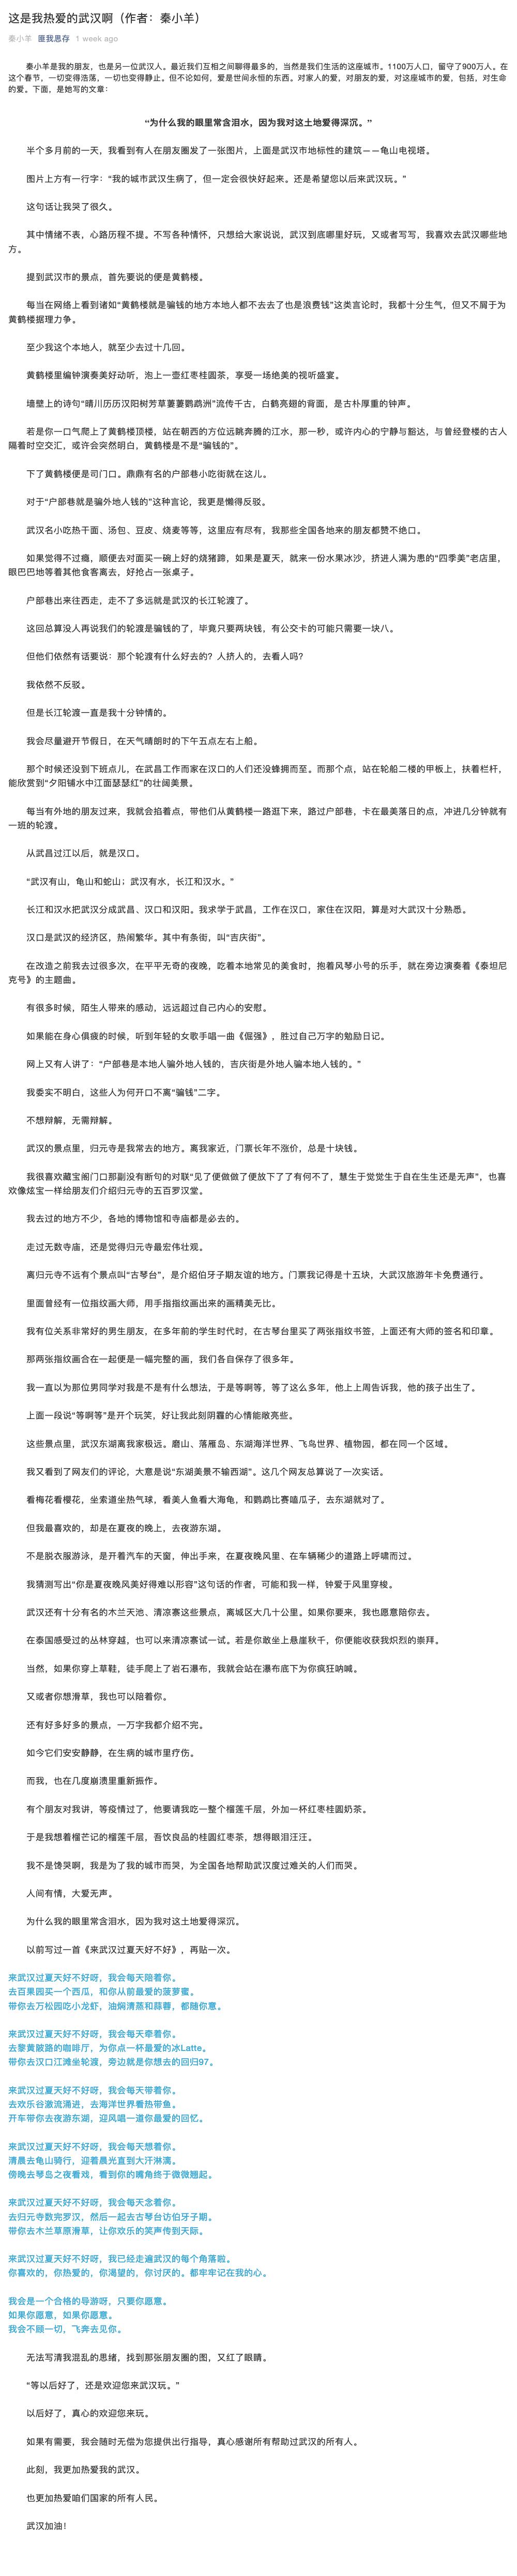 这是我热爱的武汉啊（作者：秦小羊）
秦小羊 匪我思存 1 week ago
秦小羊是我的朋友，也是另一位武汉人。最近我们互相之间聊得最多的，当然是我们生活的这座城市。1100万人口，留守了900万人。在
这个春节，一切变得浩荡，一切也变得静止。但不论如何，爱是世间永恒的东西。对家人的爱，对朋友的爱，对这座城市的爱，包括，对生命
的爱。下面，是她写的文章：
“为什么我的眼里常含泪水，因为我对这土地爱得深沉。”
半个多月前的一天，我看到有人在朋友圈发了一张图片，上面是武汉市地标性的建筑——龟山电视塔。
图片上方有一行字：“我的城市武汉生病了，但一定会很快好起来。还是希望您以后来武汉玩。”
这句话让我哭了很久。
其中情绪不表，心路历程不提。不写各种情怀，只想给大家说说，武汉到底哪里好玩，又或者写写，我喜欢去武汉哪些地
方。
提到武汉市的景点，首先要说的便是黄鹤楼。
每当在网络上看到诸如“黄鹤楼就是骗钱的地方本地人都不去去了也是浪费钱”这类言论时，我都十分生气，但又不屑于为
黄鹤楼据理力争。
至少我这个本地人，就至少去过十几回。
黄鹤楼里编钟演奏美好动听，泡上一壶红枣桂圆茶，享受一场绝美的视听盛宴。
墙壁上的诗句“晴川历历汉阳树芳草萋萋鹦鹉洲”流传千古，白鹤亮翅的背面，是古朴厚重的钟声。
若是你一口气爬上了黄鹤楼顶楼，站在朝西的方位远眺奔腾的江水，那一秒，或许内心的宁静与豁达，与曾经登楼的古人
隔着时空交汇，或许会突然明白，黄鹤楼是不是“骗钱的”。
下了黄鹤楼便是司门口。鼎鼎有名的户部巷小吃街就在这儿。
对于“户部巷就是骗外地人钱的”这种言论，我更是懒得反驳。
武汉名小吃热干面、汤包、豆皮、烧麦等等，这里应有尽有，我那些全国各地来的朋友都赞不绝口。
如果觉得不过瘾，顺便去对面买一碗上好的烧猪蹄，如果是夏天，就来一份水果冰沙，挤进人满为患的“四季美”老店里，
眼巴巴地等着其他食客离去，好抢占一张桌子。
户部巷出来往西走，走不了多远就是武汉的长江轮渡了。
这回总算没人再说我们的轮渡是骗钱的了，毕竟只要两块钱，有公交卡的可能只需要一块八。
但他们依然有话要说：那个轮渡有什么好去的？人挤人的，去看人吗？
我依然不反驳。
但是长江轮渡一直是我十分钟情的。
我会尽量避开节假日，在天气晴朗时的下午五点左右上船。
那个时候还没到下班点儿，在武昌工作而家在汉口的人们还没蜂拥而至。而那个点，站在轮船二楼的甲板上，扶着栏杆，
能欣赏到“夕阳铺水中江面瑟瑟红”的壮阔美景。
每当有外地的朋友过来，我就会掐着点，带他们从黄鹤楼一路逛下来，路过户部巷，卡在最美落日的点，冲进几分钟就有
一班的轮渡。
从武昌过江以后，就是汉口。
“武汉有山，龟山和蛇山；武汉有水，长江和汉水。”
长江和汉水把武汉分成武昌、汉口和汉阳。我求学于武昌，工作在汉口，家住在汉阳，算是对大武汉十分熟悉。
汉口是武汉的经济区，热闹繁华。其中有条街，叫“吉庆街”。
在改造之前我去过很多次，在平平无奇的夜晚，吃着本地常见的美食时，抱着风琴小号的乐手，就在旁边演奏着《泰坦尼
克号》的主题曲。
有很多时候，陌生人带来的感动，远远超过自己内心的安慰。
如果能在身心俱疲的时候，听到年轻的女歌手唱一曲《倔强》，胜过自己万字的勉励日记。
网上又有人讲了：“户部巷是本地人骗外地人钱的，吉庆街是外地人骗本地人钱的。”
我委实不明白，这些人为何开口不离“骗钱”二字。
不想辩解，无需辩解。
武汉的景点里，归元寺是我常去的地方。离我家近，门票长年不涨价，总是十块钱。
我很喜欢藏宝阁门口那副没有断句的对联“见了便做做了便放下了了有何不了，慧生于觉觉生于自在生生还是无声”，也喜
欢像炫宝一样给朋友们介绍归元寺的五百罗汉堂。
我去过的地方不少，各地的博物馆和寺庙都是必去的。
走过无数寺庙，还是觉得归元寺最宏伟壮观。
离归元寺不远有个景点叫“古琴台”，是介绍伯牙子期友谊的地方。门票我记得是十五块，大武汉旅游年卡免费通行。
里面曾经有一位指纹画大师，用手指指纹画出来的画精美无比。
我有位关系非常好的男生朋友，在多年前的学生时代时，在古琴台里买了两张指纹书签，上面还有大师的签名和印章。
那两张指纹画合在一起便是一幅完整的画，我们各自保存了很多年。
我一直以为那位男同学对我是不是有什么想法，于是等啊等，等了这么多年，他上上周告诉我，他的孩子出生了。
上面一段说“等啊等”是开个玩笑，好让我此刻阴霾的心情能敞亮些。
这些景点里，武汉东湖离我家极远。磨山、落雁岛、东湖海洋世界、飞鸟世界、植物园，都在同一个区域。
我又看到了网友们的评论，大意是说“东湖美景不输西湖”。这几个网友总算说了一次实话。
看梅花看樱花，坐索道坐热气球，看美人鱼看大海龟，和鹦鹉比赛嗑瓜子，去东湖就对了。
但我最喜欢的，却是在夏夜的晚上，去夜游东湖。
不是脱衣服游泳，是开着汽车的天窗，伸出手来，在夏夜晚风里、在车辆稀少的道路上呼啸而过。
我猜测写出“你是夏夜晚风美好得难以形容”这句话的作者，可能和我一样，钟爱于风里穿梭。
武汉还有十分有名的木兰天池、清凉寨这些景点，离城区大几十公里。如果你要来，我也愿意陪你去。
在泰国感受过的丛林穿越，也可以来清凉寨试一试。若是你敢坐上悬崖秋千，你便能收获我炽烈的崇拜。
当然，如果你穿上草鞋，徒手爬上了岩石瀑布，我就会站在瀑布底下为你疯狂呐喊。
又或者你想滑草，我也可以陪着你。
还有好多好多的景点，一万字我都介绍不完。
如今它们安安静静，在生病的城市里疗伤。
而我，也在几度崩溃里重新振作。
有个朋友对我讲，等疫情过了，他要请我吃一整个榴莲千层，外加一杯红枣桂圆奶茶。
于是我想着榴芒记的榴莲千层，吾饮良品的桂圆红枣茶，想得眼泪汪汪。
我不是馋哭啊，我是为了我的城市而哭，为全国各地帮助武汉度过难关的人们而哭。
人间有情，大爱无声。
为什么我的眼里常含泪水，因为我对这土地爱得深沉。
以前写过一首《来武汉过夏天好不好》，再贴一次。
来武汉过夏天好不好呀，我会每天陪着你。
去百果园买一个西瓜，和你从前最爱的菠萝蜜。
带你去万松园吃小龙虾，油焖清蒸和蒜蓉，都随你意。
来武汉过夏天好不好呀，我会每天牵着你。
去黎黄陂路的咖啡厅，为你点一杯最爱的冰Latte。
带你去汉口江滩坐轮渡，旁边就是你想去的回归97。
来武汉过夏天好不好呀，我会每天带着你。
去欢乐谷激流涌进，去海洋世界看热带鱼。
开车带你去夜游东湖，迎风唱一道你最爱的回忆。
来武汉过夏天好不好呀，我会每天想着你。
清晨去龟山骑行，迎着晨光直到大汗淋漓。
傍晚去琴岛之夜看戏，看到你的嘴角终于微微翘起。
来武汉过夏天好不好呀，我会每天念着你。
去归元寺数完罗汉，然后一起去古琴台访伯牙子期。
带你去木兰草原滑草，让你欢乐的笑声传到天际。
来武汉过夏天好不好呀，我已经走遍武汉的每个角落啦。
你喜欢的，你热爱的，你渴望的，你讨厌的。都牢牢记在我的心。
我会是一个合格的导游呀，只要你愿意。
如果你愿意，如果你愿意。
我会不顾一切，飞奔去见你。
无法写清我混乱的思绪，找到那张朋友圈的图，又红了眼睛。
“等以后好了，还是欢迎您来武汉玩。”
以后好了，真心的欢迎您来玩。
如果有需要，我会随时无偿为您提供出行指导，真心感谢所有帮助过武汉的所有人。
此刻，我更加热爱我的武汉。
也更加热爱咱们国家的所有人民。
武汉加油！